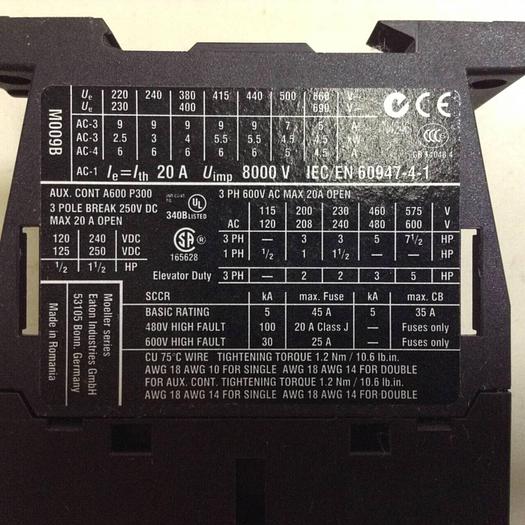 M009B
Ue 220 240 380 415 440 500 660 V~
Ue 230 400 690 V~
AC-3 9 9 9 9 9 7 5 A
AC-3 2.5 3 4 5.5 5.5 4.5 4.5 kW
AC-4 6 6 6 6 6 5 4.5 A
AC-1 Ie=Ith 20 A Uimp 8000 V IEC/EN 60947-4-1
CE
CCC
AUX. CONT A600 P300
3 POLE BREAK 250V DC
MAX 20 A OPEN
120 240 VDC
125 250 VDC
1/2 1 1/2 HP
UL
340B LISTED
SA
165628
3 PH 600V AC MAX 20A OPEN
115 200 230 460 575 V
AC 120 208 240 480 600 V
3 PH — 3 3 5 7 1/2 HP
1 PH 1/2 1 1 1/2 — — HP
Elevator Duty 3 PH — 2 2 3 5 HP
SCCR kA max. Fuse kA max. CB
BASIC RATING 5 45 A 5 35 A
480V HIGH FAULT 100 20 A Class J — Fuses only
600V HIGH FAULT 30 25 A — Fuses only
CU 75°C WIRE TIGHTENING TORQUE 1.2 Nm / 10.6 lb.in.
AWG 18 AWG 10 FOR SINGLE AWG 18 AWG 14 FOR DOUBLE
FOR AUX. CONT. TIGHTENING TORQUE 1.2 Nm / 10.6 lb.in.
AWG 18 AWG 14 FOR SINGLE AWG 18 AWG 14 FOR DOUBLE
Moeller series
Eaton Industries GmbH
53105 Bonn, Germany
Made in Romania